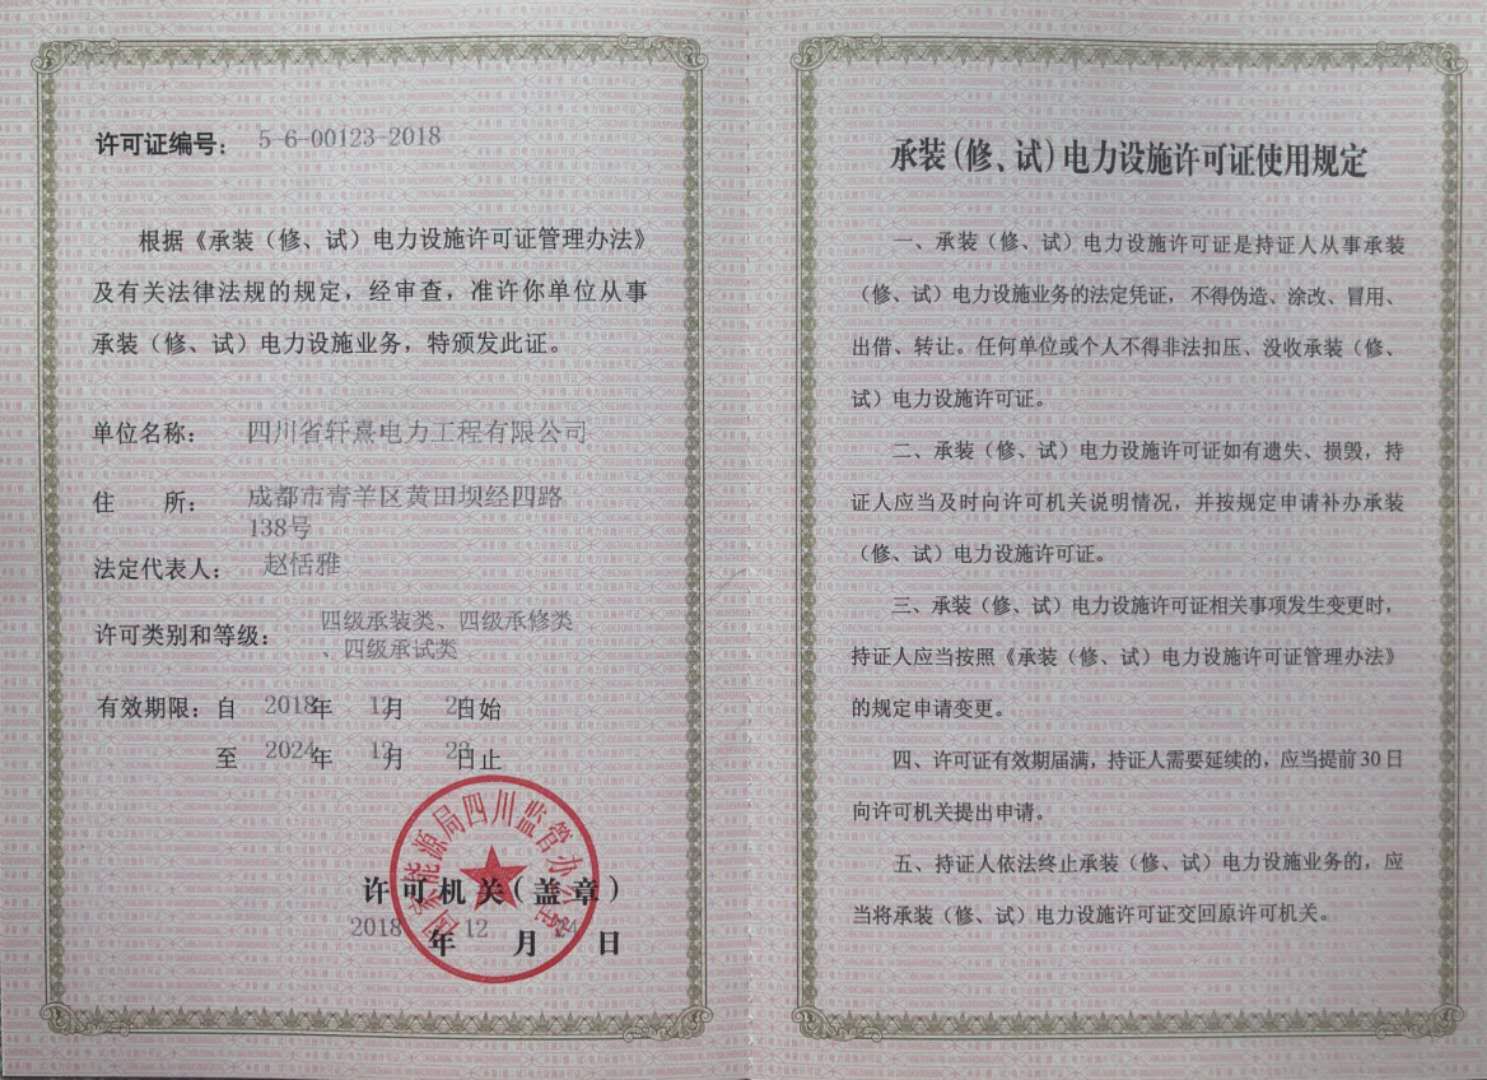 许可证编号： 5-6-00123-2018
根据《承装（修、试）电力设施许可证管理办法》
及有关法律法规的规定，经审查，准许你单位从事
承装（修、试）电力设施业务，特颁发此证。
单位名称： 四川省轩熹电力工程有限公司
住 所： 成都市青羊区黄田坝经四路
138号
法定代表人： 赵恬雅
许可类别和等级： 四级承装类、四级承修类
、四级承试类
有效期限：自 2018年 12月 日始
至 2024年 12月 23日止
国家能源局四川监管办公室
许可机关（盖章）
2018年 12月 24日
承装（修、试）电力设施许可证使用规定
一、承装（修、试）电力设施许可证是持证人从事承装
（修、试）电力设施业务的法定凭证，不得伪造、涂改、冒用、
出借、转让。任何单位或个人不得非法扣压、没收承装（修、
试）电力设施许可证。
二、承装（修、试）电力设施许可证如有遗失、损毁，持
证人应当及时向许可机关说明情况，并按规定申请补办承装
（修、试）电力设施许可证。
三、承装（修、试）电力设施许可证相关事项发生变更时，
持证人应当按照《承装（修、试）电力设施许可证管理办法》
的规定申请变更。
四、许可证有效期届满，持证人需要延续的，应当提前30日
向许可机关提出申请。
五、持证人依法终止承装（修、试）电力设施业务的，应
当将承装（修、试）电力设施许可证交回原许可机关。